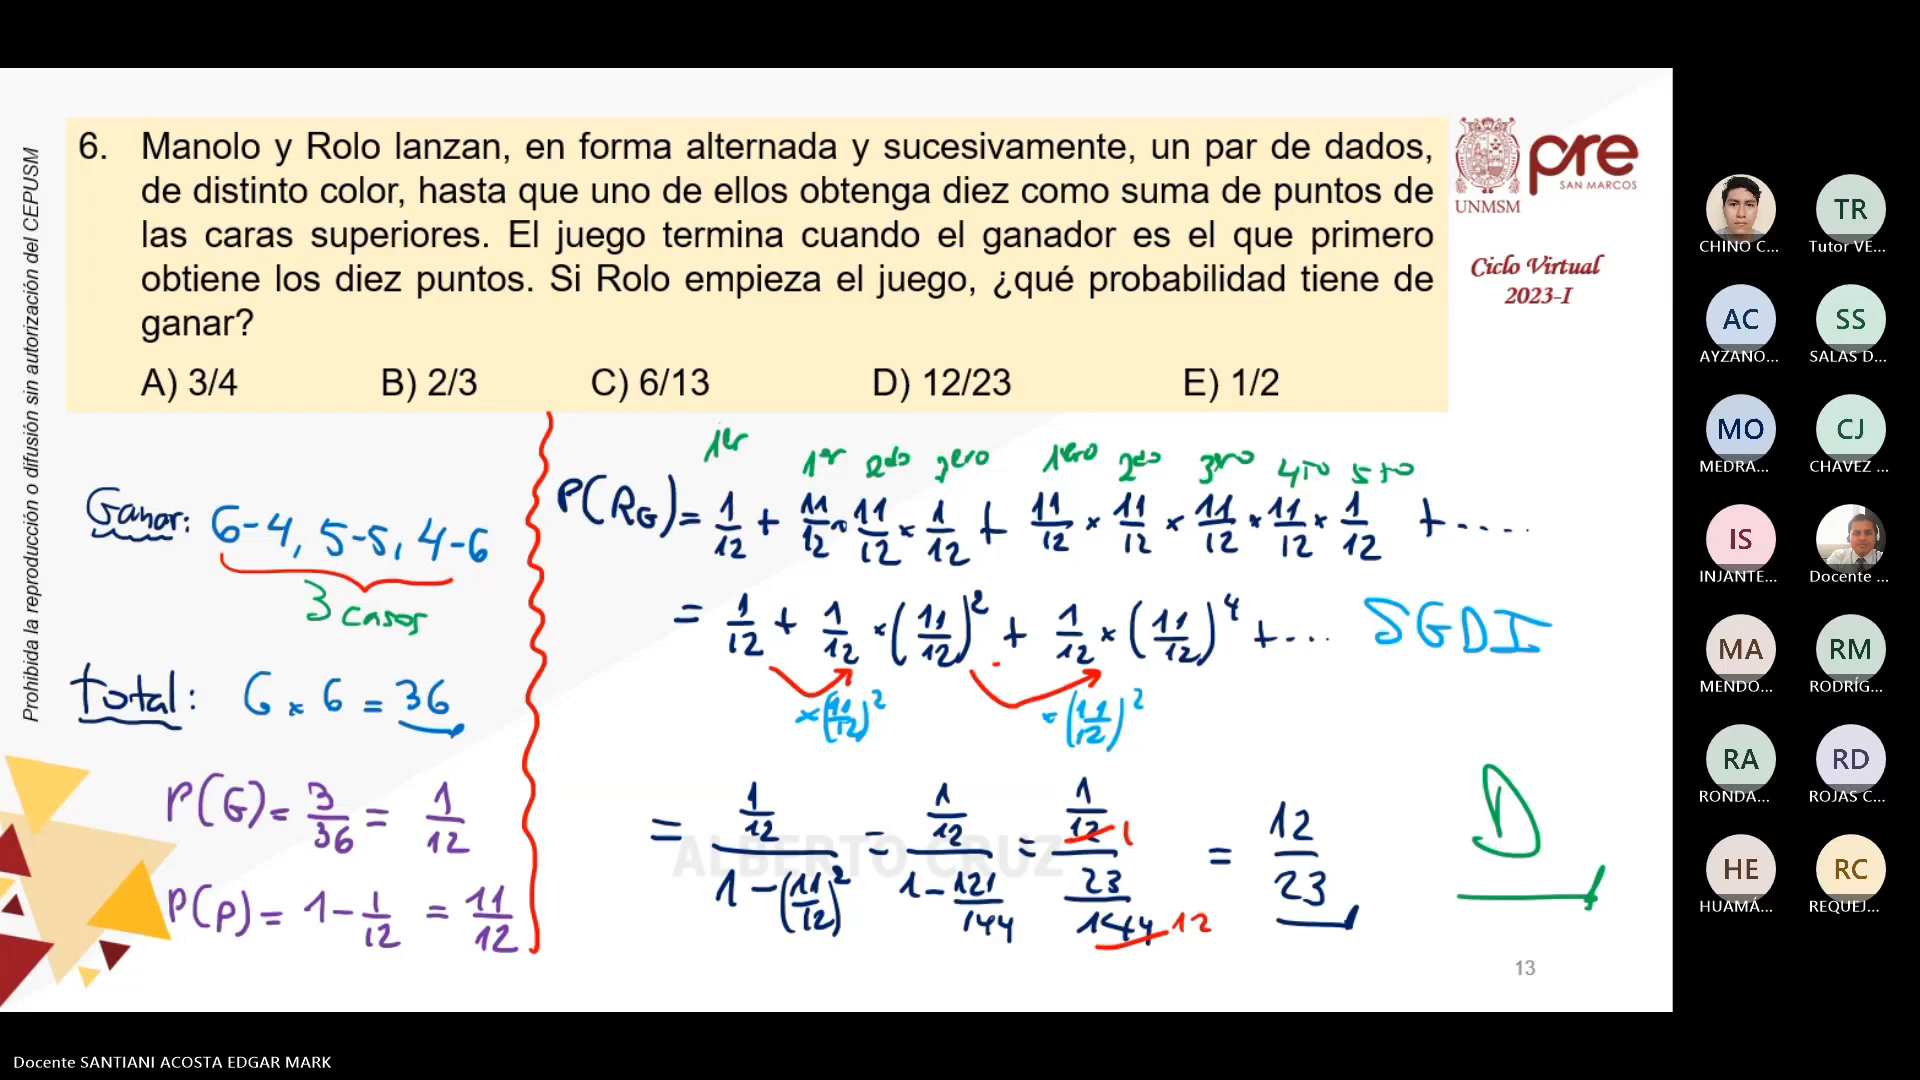 Prohibida la reproducción o difusión sin autorización del CEPUSM
6. Manolo y Rolo lanzan, en forma alternada y sucesivamente, un par de dados,
de distinto color, hasta que uno de ellos obtenga diez como suma de puntos de
las caras superiores. El juego termina cuando el ganador es el que primero
obtiene los diez puntos. Si Rolo empieza el juego, ¿qué probabilidad tiene de
ganar?
A) 3/4 B) 2/3 C) 6/13 D) 12/23 E) 1/2
UNMSM
pre
SAN MARCOS
Ciclo Virtual
2023-I
Ganar: 6-4, 5-5, 4-6
3 casos
Total: 6 × 6 = 36
P(G) = 3/36 = 1/12
P(P) = 1 - 1/12 = 11/12
1er 1er 2do 3ero 1ero 2do 3ro 4to 5to
P(RG) = 1/12 + 11/12 × 11/12 × 1/12 + 11/12 × 11/12 × 11/12 × 11/12 × 1/12 + ....
= 1/12 + 1/12 × (11/12)² + 1/12 × (11/12)⁴ + ... SGDI
×(11/12)² ×(11/12)²
= 1/12 / 1-(11/12)² = 1/12 / 1-121/144 = 1/12 / 23/144 = 12/23
1
12
D
ALBERTO CRUZ
13
CHINO C...
TR
Tutor VE...
AC
AYZANO...
SS
SALAS D...
MO
MEDRA...
CJ
CHAVEZ ...
IS
INJANTE...
Docente ...
MA
MENDO...
RM
RODRÍG...
RA
RONDA...
RD
ROJAS C...
HE
HUAMÁ...
RC
REQUEJ...
Docente SANTIANI ACOSTA EDGAR MARK